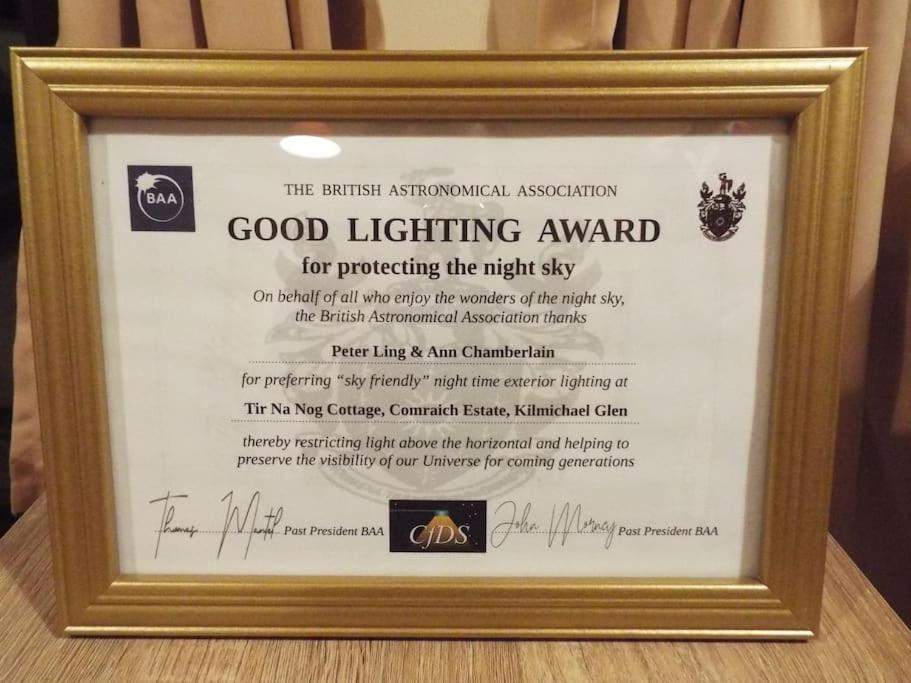 BAA
THE BRITISH ASTRONOMICAL ASSOCIATION
GOOD LIGHTING AWARD
for protecting the night sky
On behalf of all who enjoy the wonders of the night sky,
the British Astronomical Association thanks
Peter Ling & Ann Chamberlain
for preferring “sky friendly” night time exterior lighting at
Tir Na Nog Cottage, Comraich Estate, Kilmichael Glen
thereby restricting light above the horizontal and helping to
preserve the visibility of our Universe for coming generations
Thomas Mantel Past President BAA CfDS John Morney Past President BAA